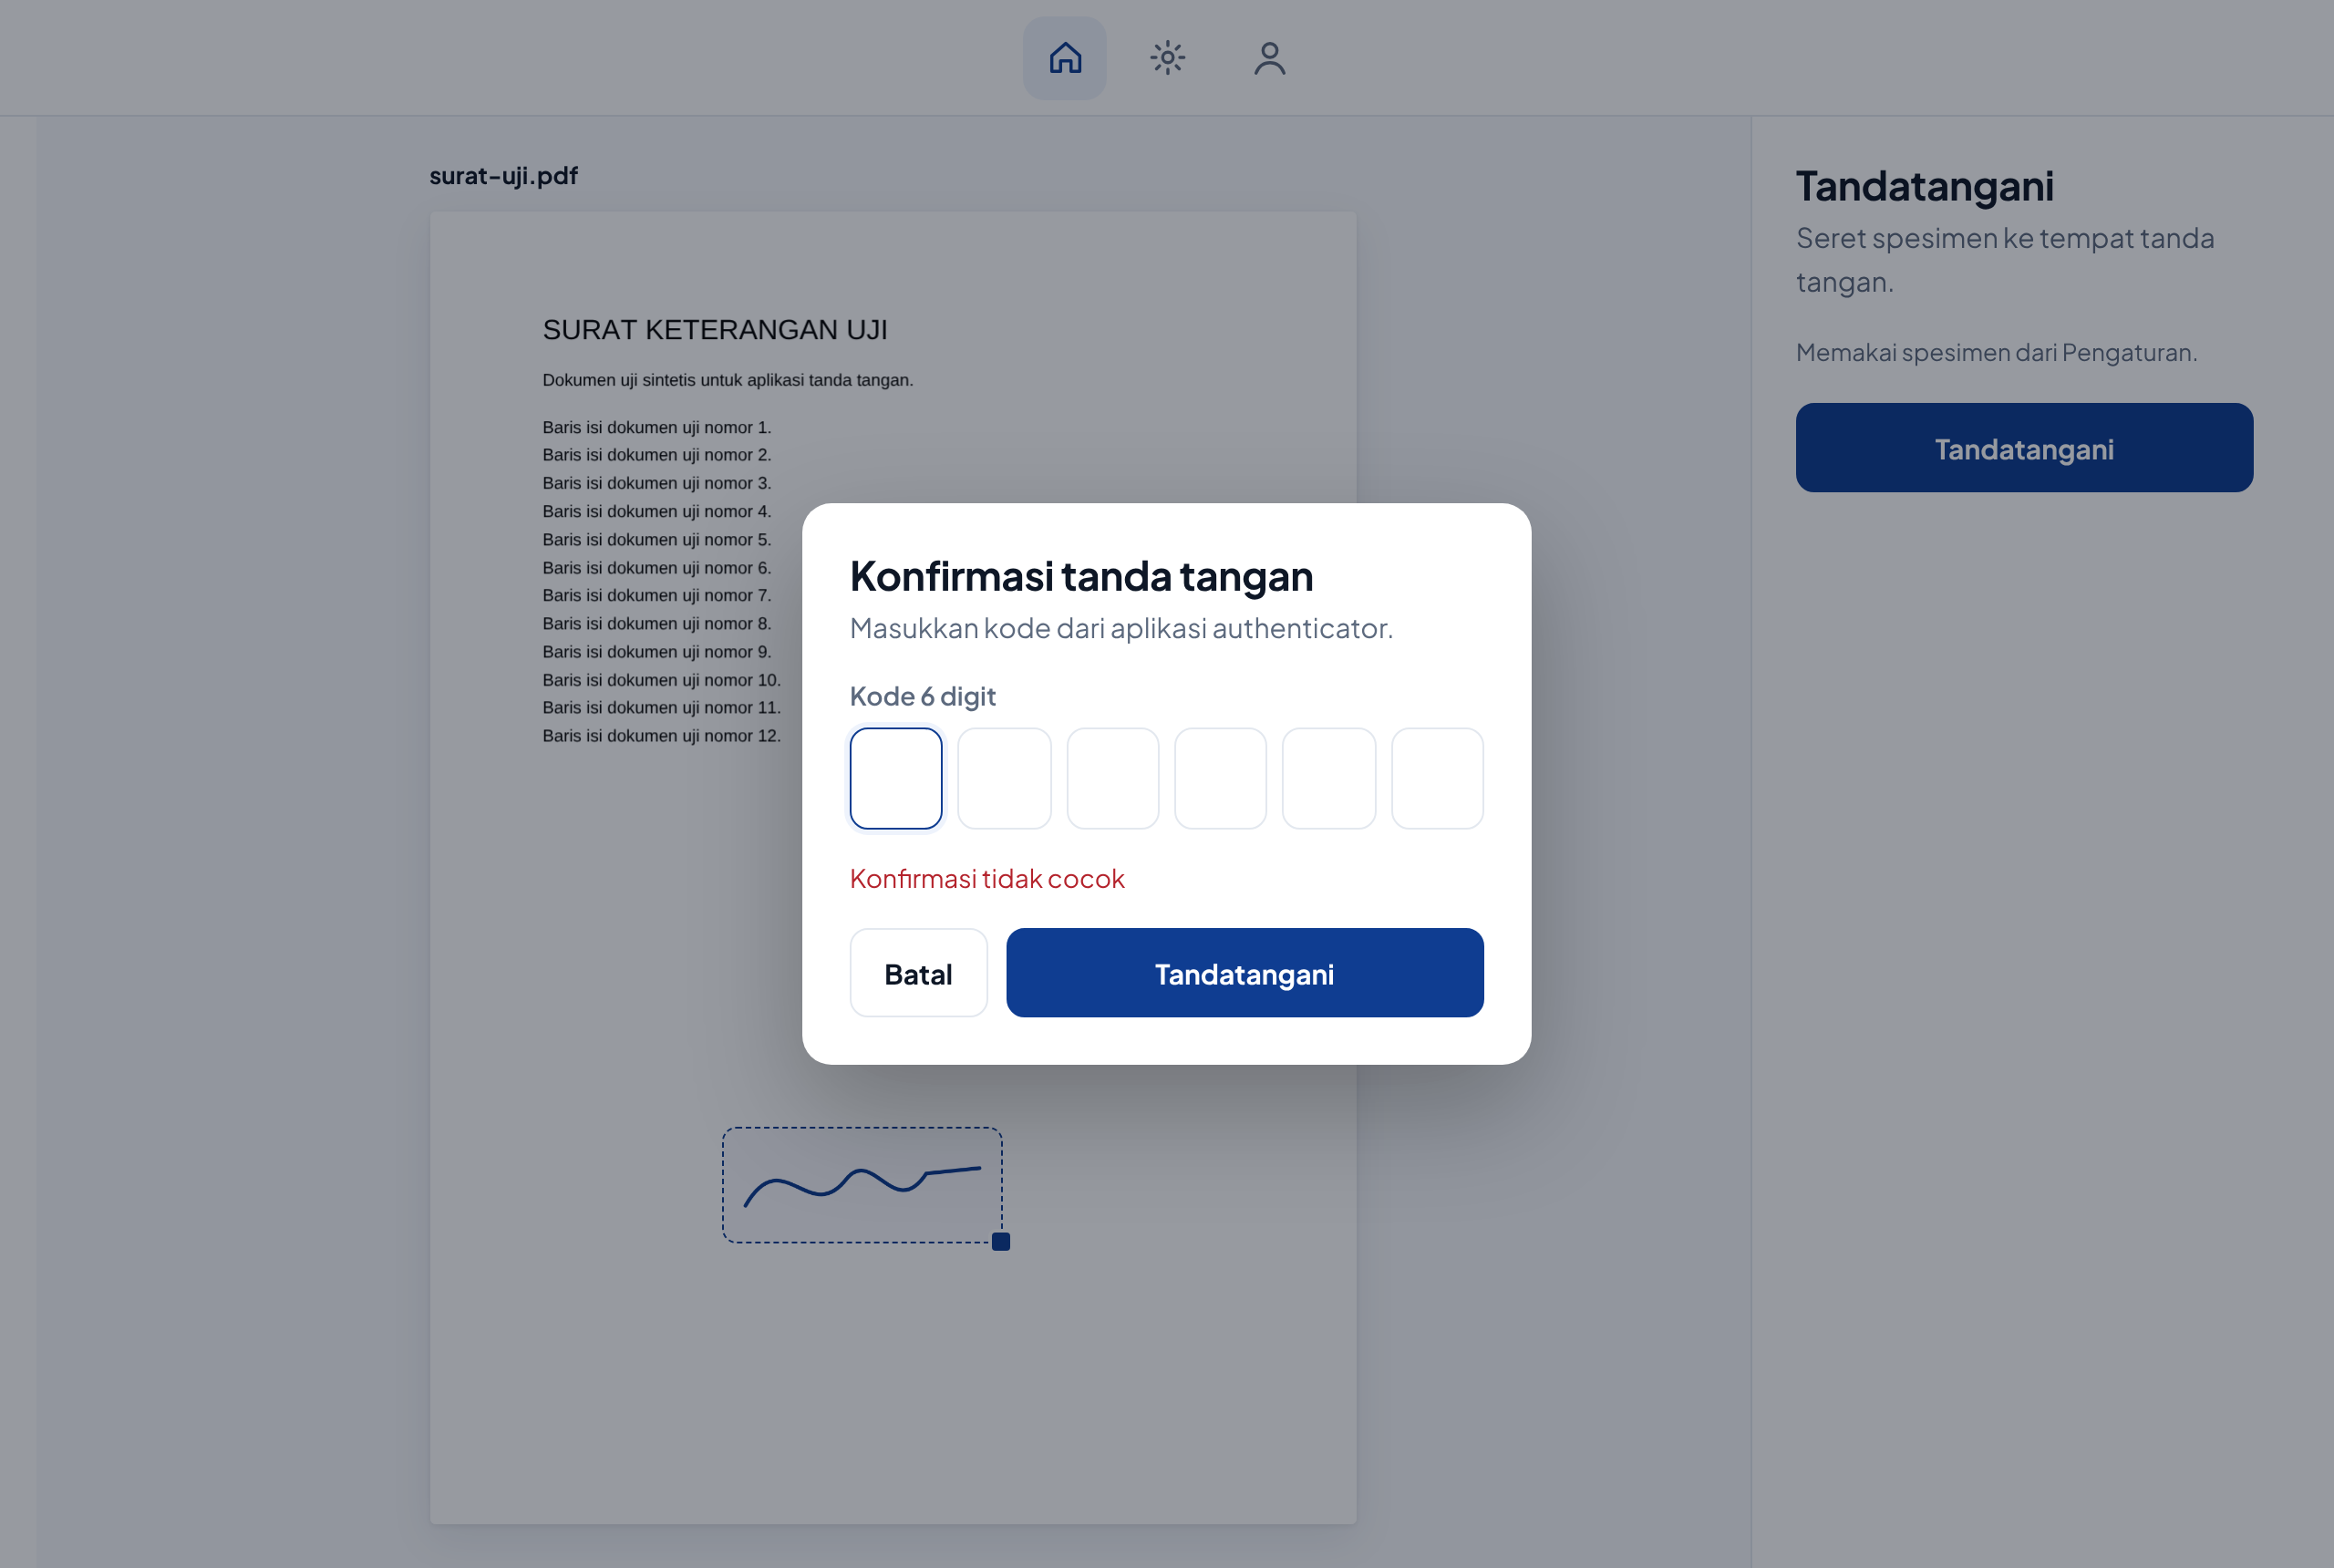 surat-uji.pdf
SURAT KETERANGAN UJI
Dokumen uji sintetis untuk aplikasi tanda tangan.
Baris isi dokumen uji nomor 1.
Baris isi dokumen uji nomor 2.
Baris isi dokumen uji nomor 3.
Baris isi dokumen uji nomor 4.
Baris isi dokumen uji nomor 5.
Baris isi dokumen uji nomor 6.
Baris isi dokumen uji nomor 7.
Baris isi dokumen uji nomor 8.
Baris isi dokumen uji nomor 9.
Baris isi dokumen uji nomor 10.
Baris isi dokumen uji nomor 11.
Baris isi dokumen uji nomor 12.
Konfirmasi tanda tangan
Masukkan kode dari aplikasi authenticator.
Kode 6 digit
Konfirmasi tidak cocok
Batal
Tandatangani
Tandatangani
Seret spesimen ke tempat tanda
tangan.
Memakai spesimen dari Pengaturan.
Tandatangani